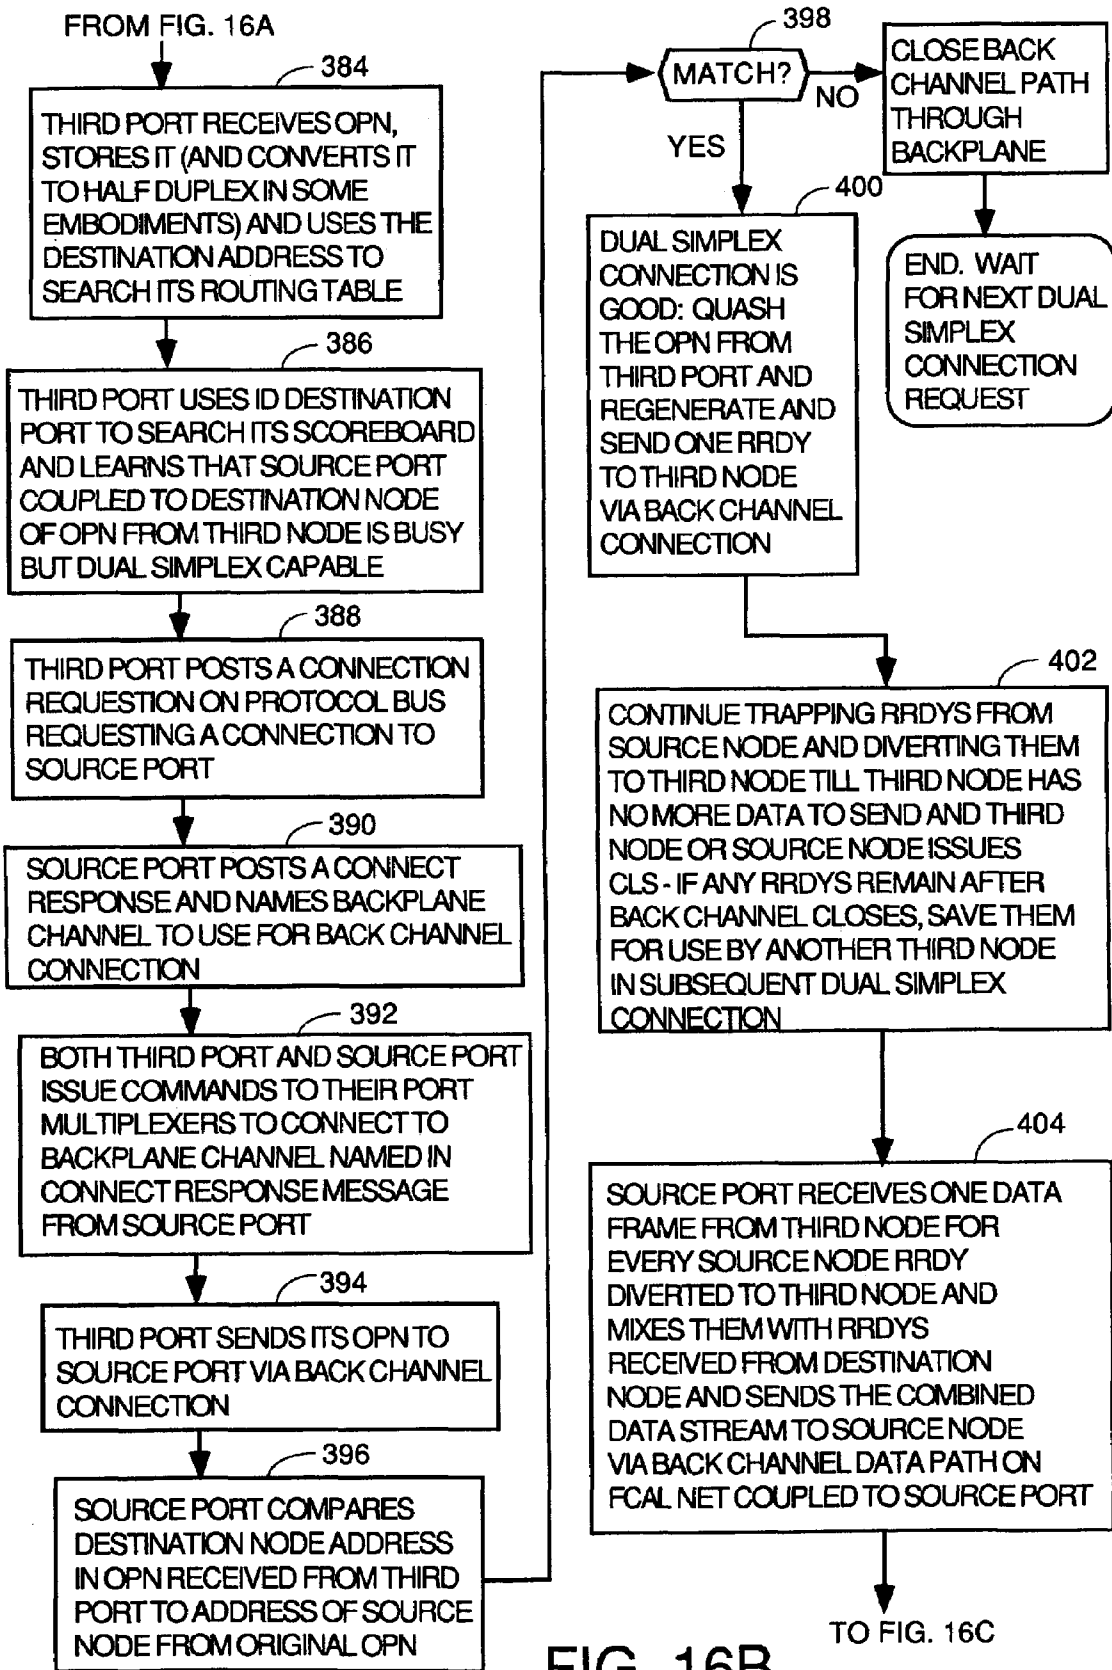 FROM FIG. 16A
384
THIRD PORT RECEIVES OPN,
STORES IT (AND CONVERTS IT
TO HALF DUPLEX IN SOME
EMBODIMENTS) AND USES THE
DESTINATION ADDRESS TO
SEARCH ITS ROUTING TABLE
386
THIRD PORT USES ID DESTINATION
PORT TO SEARCH ITS SCOREBOARD
AND LEARNS THAT SOURCE PORT
COUPLED TO DESTINATION NODE
OF OPN FROM THIRD NODE IS BUSY
BUT DUAL SIMPLEX CAPABLE
388
THIRD PORT POSTS A CONNECTION
REQUESTION ON PROTOCOL BUS
REQUESTING A CONNECTION TO
SOURCE PORT
390
SOURCE PORT POSTS A CONNECT
RESPONSE AND NAMES BACKPLANE
CHANNEL TO USE FOR BACK CHANNEL
CONNECTION
392
BOTH THIRD PORT AND SOURCE PORT
ISSUE COMMANDS TO THEIR PORT
MULTIPLEXERS TO CONNECT TO
BACKPLANE CHANNEL NAMED IN
CONNECT RESPONSE MESSAGE
FROM SOURCE PORT
394
THIRD PORT SENDS ITS OPN TO
SOURCE PORT VIA BACK CHANNEL
CONNECTION
396
SOURCE PORT COMPARES
DESTINATION NODE ADDRESS
IN OPN RECEIVED FROM THIRD
PORT TO ADDRESS OF SOURCE
NODE FROM ORIGINAL OPN
398
MATCH?
NO
YES
CLOSE BACK
CHANNEL PATH
THROUGH
BACKPLANE
END. WAIT
FOR NEXT DUAL
SIMPLEX
CONNECTION
REQUEST
400
DUAL SIMPLEX
CONNECTION IS
GOOD: QUASH
THE OPN FROM
THIRD PORT AND
REGENERATE AND
SEND ONE RRDY
TO THIRD NODE
VIA BACK CHANNEL
CONNECTION
402
CONTINUE TRAPPING RRDYS FROM
SOURCE NODE AND DIVERTING THEM
TO THIRD NODE TILL THIRD NODE HAS
NO MORE DATA TO SEND AND THIRD
NODE OR SOURCE NODE ISSUES
CLS - IF ANY RRDYS REMAIN AFTER
BACK CHANNEL CLOSES, SAVE THEM
FOR USE BY ANOTHER THIRD NODE
IN SUBSEQUENT DUAL SIMPLEX
CONNECTION
404
SOURCE PORT RECEIVES ONE DATA
FRAME FROM THIRD NODE FOR
EVERY SOURCE NODE RRDY
DIVERTED TO THIRD NODE AND
MIXES THEM WITH RRDYS
RECEIVED FROM DESTINATION
NODE AND SENDS THE COMBINED
DATA STREAM TO SOURCE NODE
VIA BACK CHANNEL DATA PATH ON
FCAL NET COUPLED TO SOURCE PORT
TO FIG. 16C
FIG. 16B